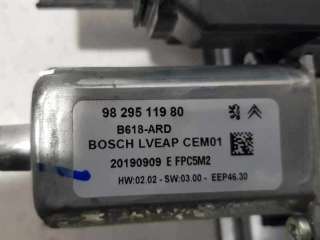 98 295 119 80
B618-ARD
BOSCH LVEAP CEM01
20190909 E FPC5M2
HW:02.02 - SW:03.00 - EEP46.30